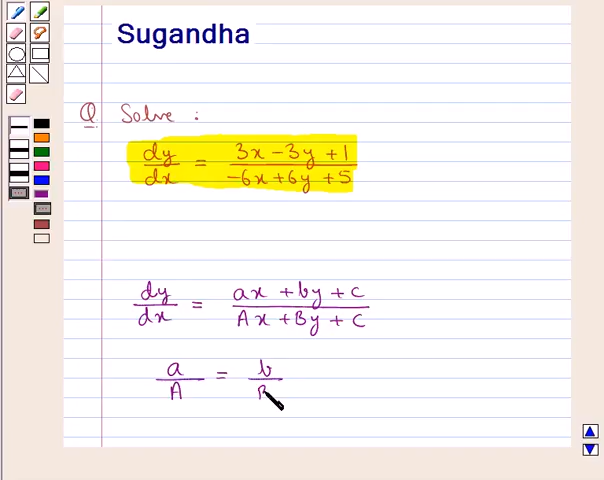 Sugandha
Q Solve :
dy/dx = 3x - 3y + 1 / -6x + 6y + 5
dy/dx = ax + by + c / Ax + By + C
a/A = b/B